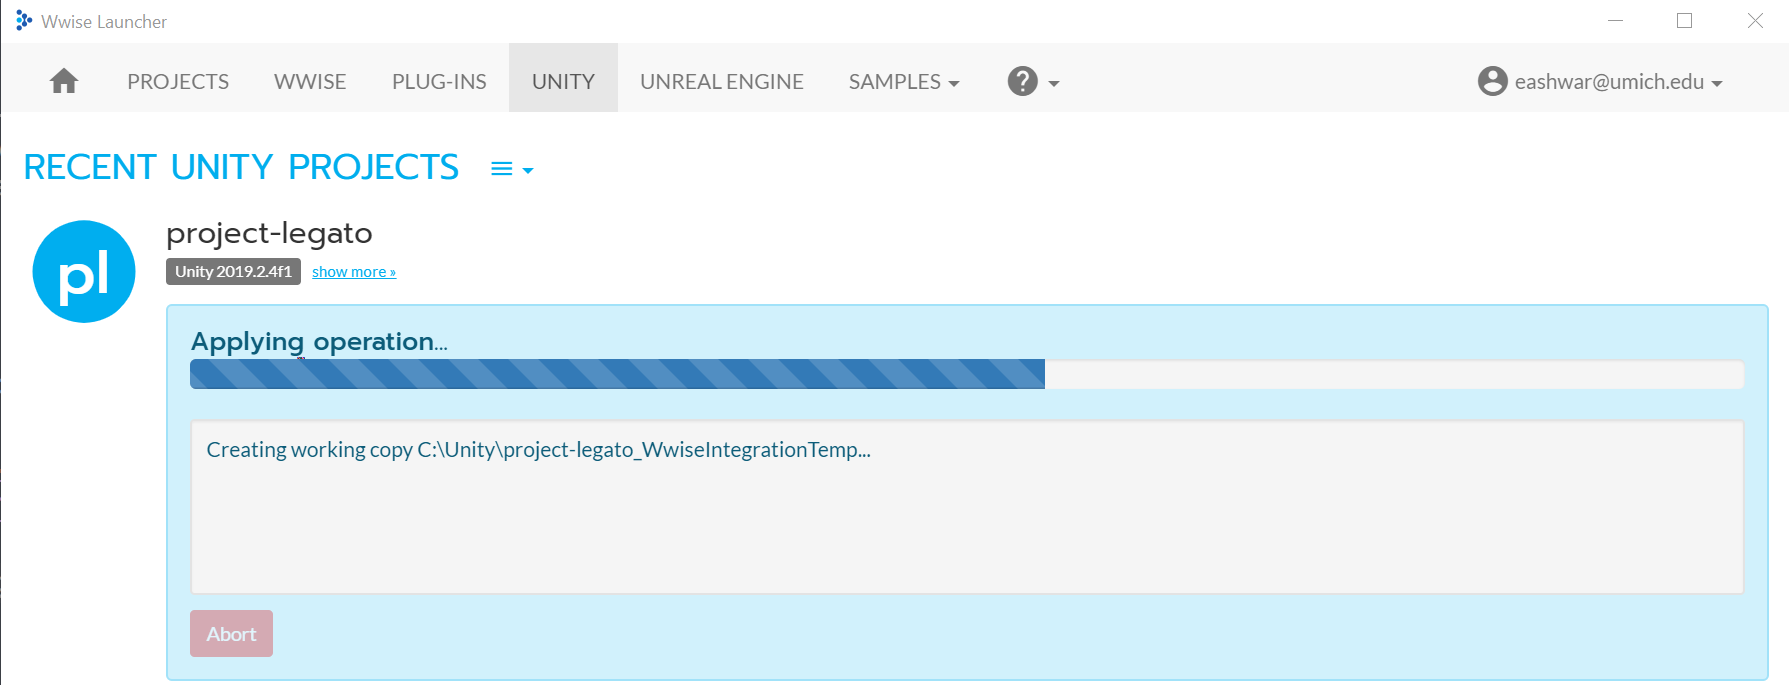 Wwise Launcher
PROJECTS WWISE PLUG-INS UNITY UNREAL ENGINE SAMPLES ? eashwar@umich.edu
RECENT UNITY PROJECTS
pl
project-legato
Unity 2019.2.4f1 show more »
Applying operation...
Creating working copy C:\Unity\project-legato_WwiseIntegrationTemp...
Abort